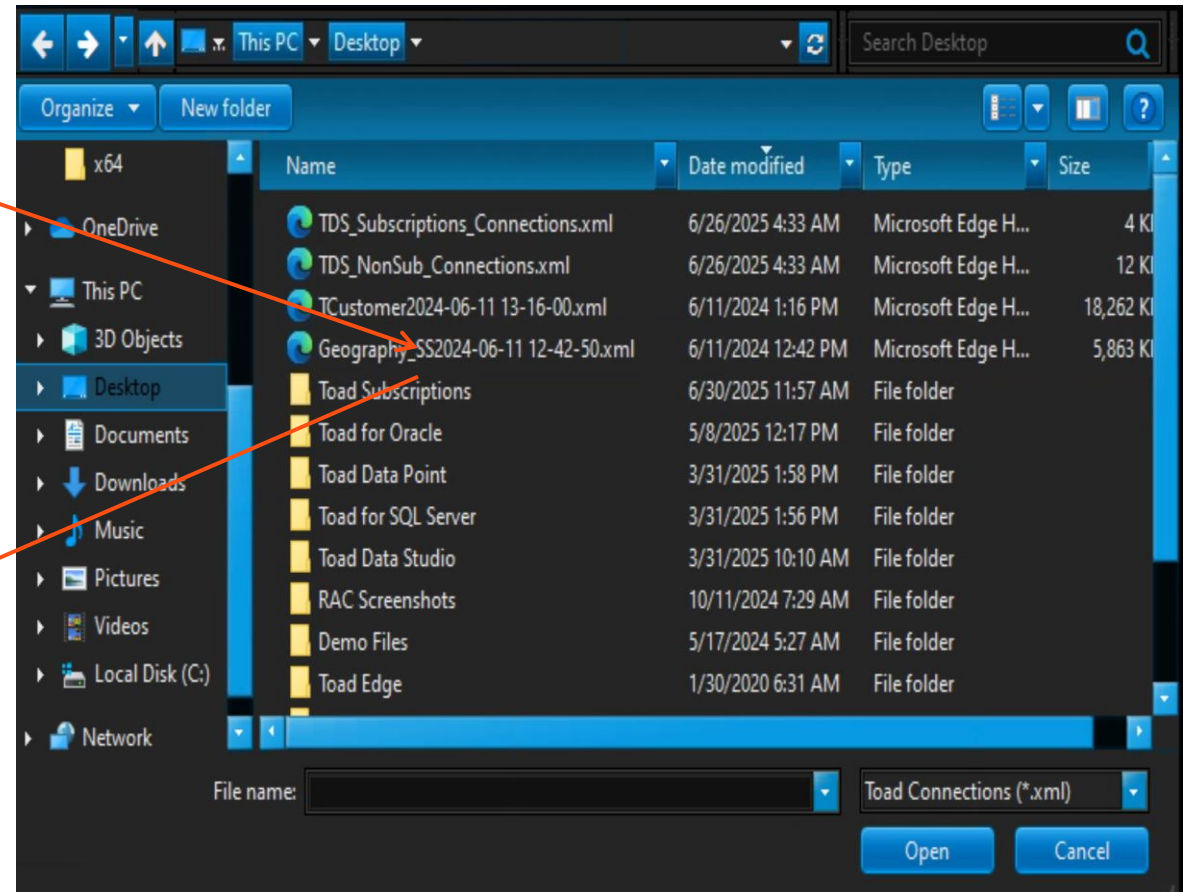 This PC Desktop Search Desktop
Organize New folder ?
x64
OneDrive
This PC
3D Objects
Desktop
Documents
Downloads
Music
Pictures
Videos
Local Disk (C:)
Network
Name Date modified Type Size
TDS_Subscriptions_Connections.xml 6/26/2025 4:33 AM Microsoft Edge H... 4 K
TDS_NonSub_Connections.xml 6/26/2025 4:33 AM Microsoft Edge H... 12 K
TCustomer2024-06-11 13-16-00.xml 6/11/2024 1:16 PM Microsoft Edge H... 18,262 K
Geography_SS2024-06-11 12-42-50.xml 6/11/2024 12:42 PM Microsoft Edge H... 5,863 K
Toad Subscriptions 6/30/2025 11:57 AM File folder
Toad for Oracle 5/8/2025 12:17 PM File folder
Toad Data Point 3/31/2025 1:58 PM File folder
Toad for SQL Server 3/31/2025 1:56 PM File folder
Toad Data Studio 3/31/2025 10:10 AM File folder
RAC Screenshots 10/11/2024 7:29 AM File folder
Demo Files 5/17/2024 5:27 AM File folder
Toad Edge 1/30/2020 6:31 AM File folder
File name: Toad Connections (*.xml)
Open Cancel